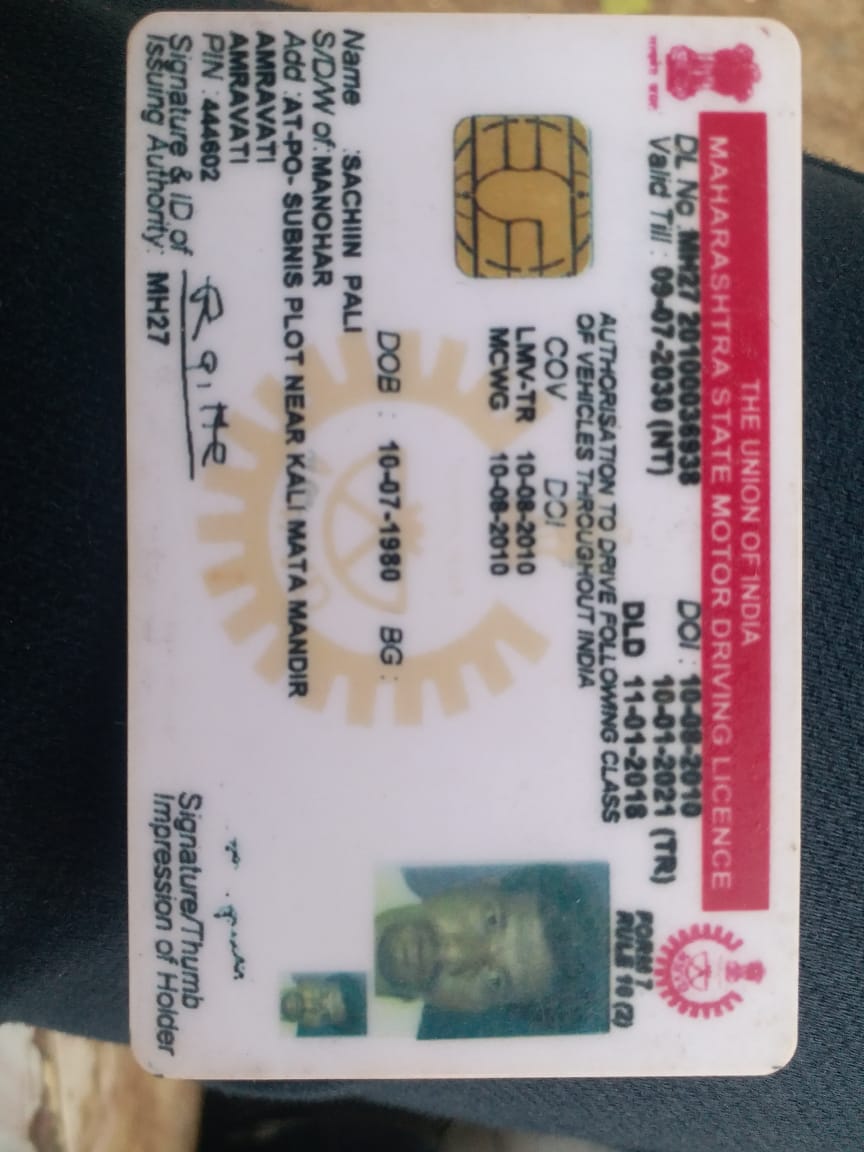 THE UNION OF INDIA
MAHARASHTRA STATE MOTOR DRIVING LICENCE
DL No MH27 20100036938 DOI : 10-08-2010
Valid Till : 09-07-2030 (NT) 10-01-2021 (TR)
DLD 11-01-2018
FORM 7
RULE 16 (2)
AUTHORISATION TO DRIVE FOLLOWING CLASS
OF VEHICLES THROUGHOUT INDIA
COV DOI
LMV-TR 10-08-2010
MCWG 10-08-2010
DOB : 10-07-1980 BG :
Name :SACHIIN PALI
S/D/W of:MANOHAR
Add :AT-PO- SUBNIS PLOT NEAR KALI MATA MANDIR
AMRAVATI
AMRAVATI
PIN :444602
Signature & ID of
Issuing Authority: MH27
Signature/Thumb
Impression of Holder